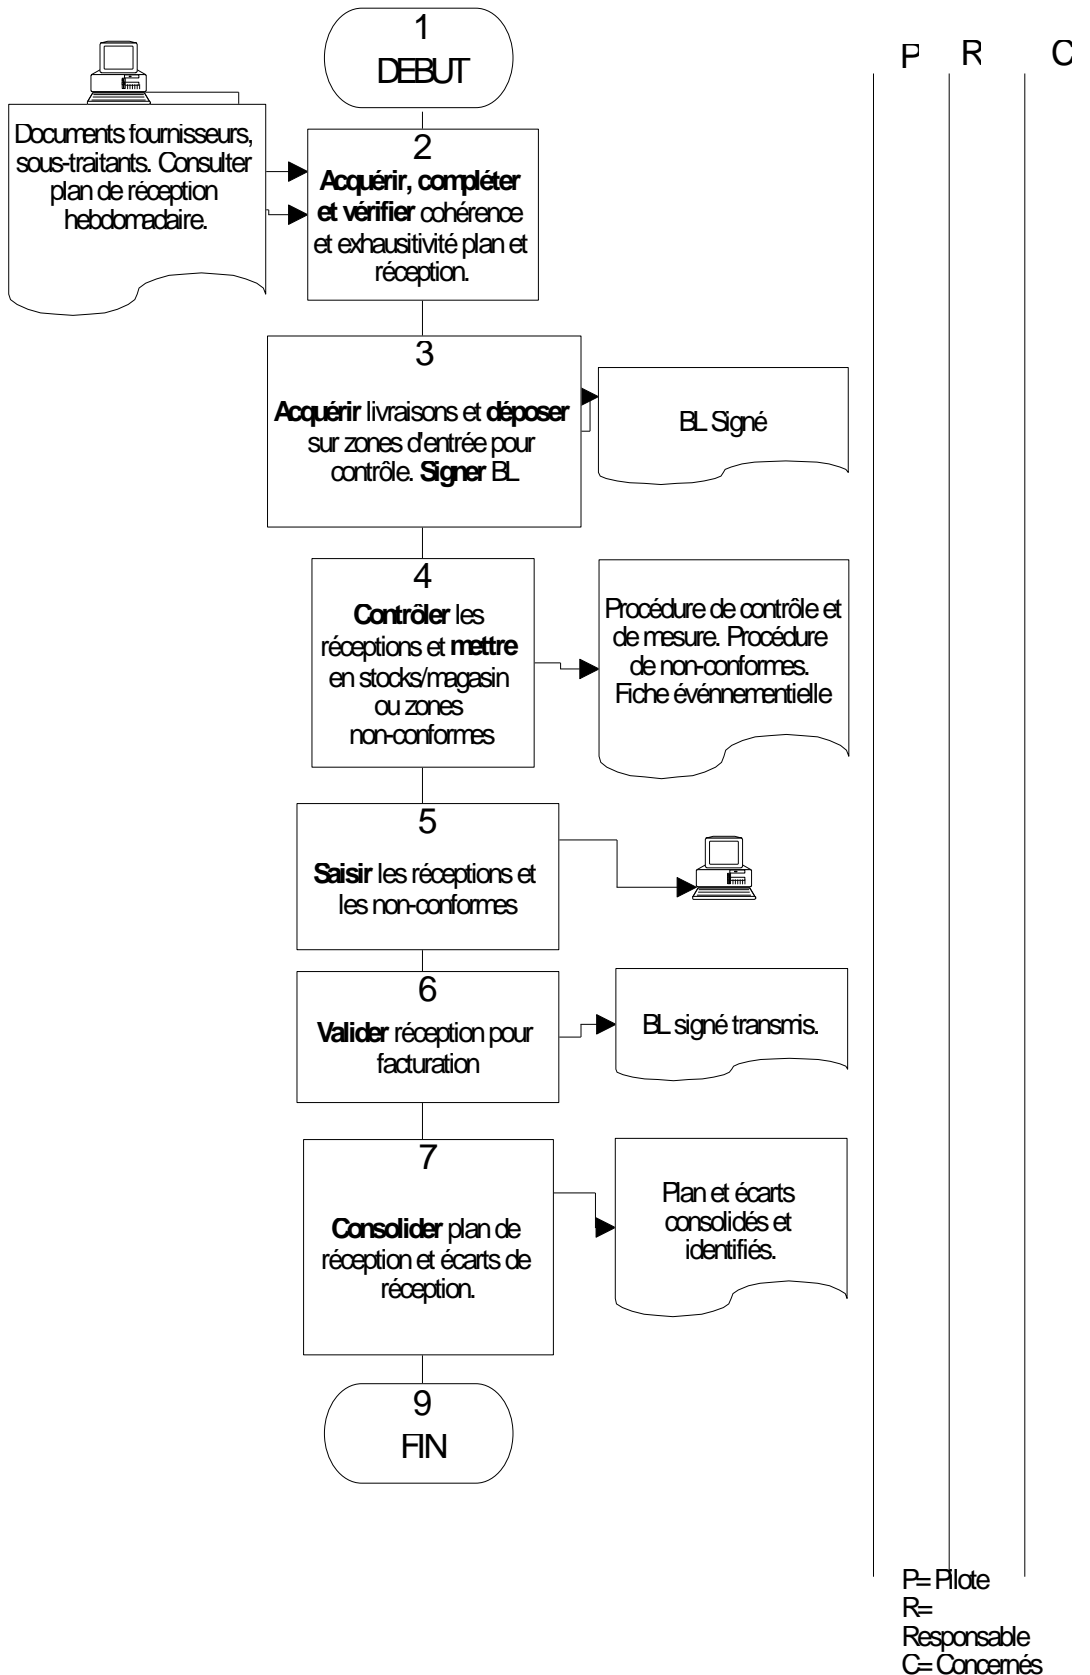 1
DEBUT
P
R
C
Documents fournisseurs,
sous-traitants. Consulter
plan de réception
hebdomadaire.
2
Acquérir, compléter
et vérifier cohérence
et exhausitivité plan et
réception.
3
Acquérir livraisons et déposer
sur zones d'entrée pour
contrôle. Signer BL
BL Signé
4
Contrôler les
réceptions et mettre
en stocks/magasin
ou zones
non-conformes
Procédure de contrôle et
de mesure. Procédure
de non-conformes.
Fiche événnementielle
5
Saisir les réceptions et
les non-conformes
6
Valider réception pour
facturation
BL signé transmis.
7
Consolider plan de
réception et écarts de
réception.
Plan et écarts
consolidés et
identifiés.
9
FIN
P= Pilote
R=
Responsable
C= Concernés